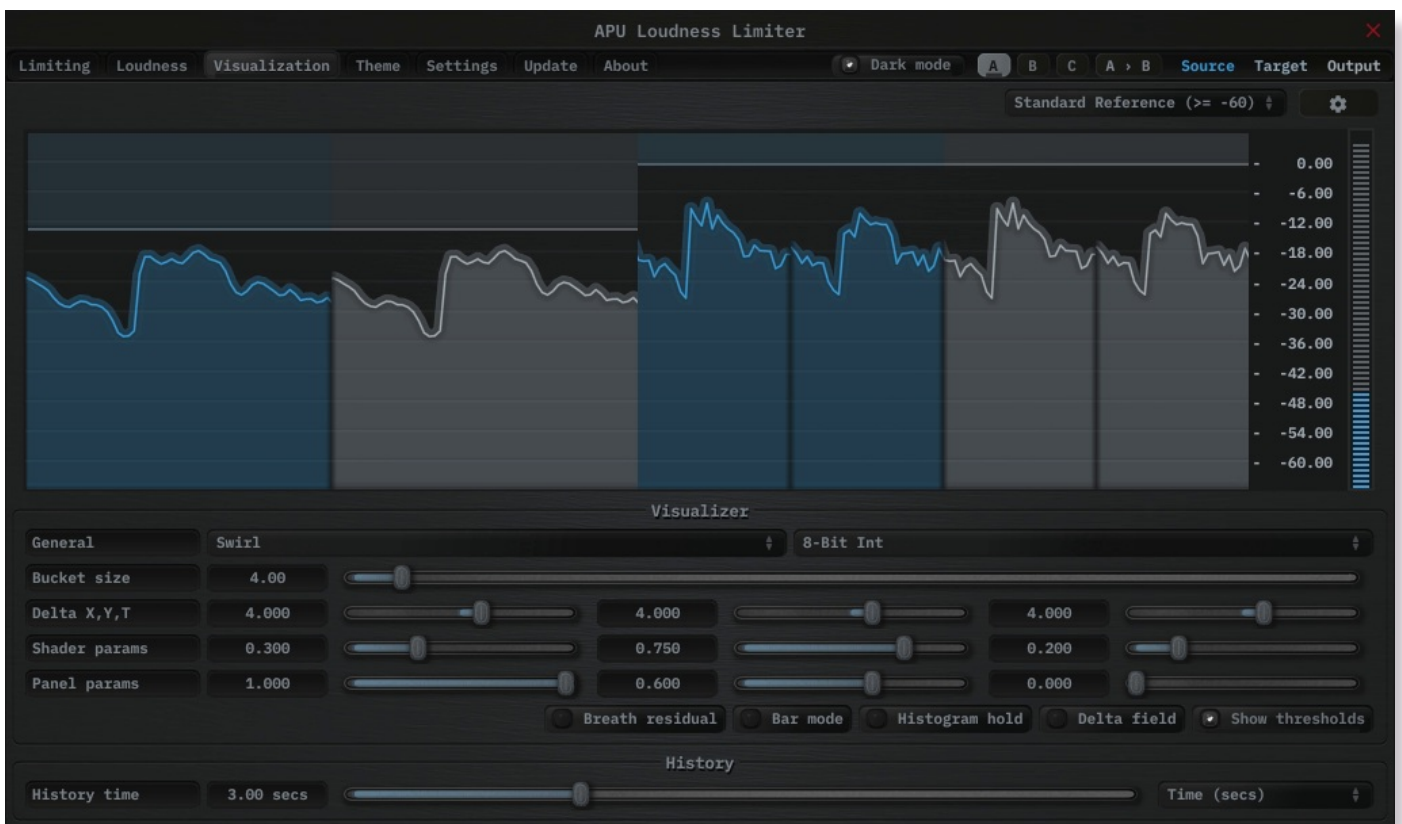 APU Loudness Limiter
Limiting Loudness Visualization Theme Settings Update About Dark mode A B C A › B Source Target Output
Standard Reference (>= -60)
- 0.00
- -6.00
- -12.00
- -18.00
- -24.00
- -30.00
- -36.00
- -42.00
- -48.00
- -54.00
- -60.00
Visualizer
General Swirl 8-Bit Int
Bucket size 4.00
Delta X,Y,T 4.000 4.000 4.000
Shader params 0.300 0.750 0.200
Panel params 1.000 0.600 0.000
Breath residual Bar mode Histogram hold Delta field Show thresholds
History
History time 3.00 secs Time (secs)